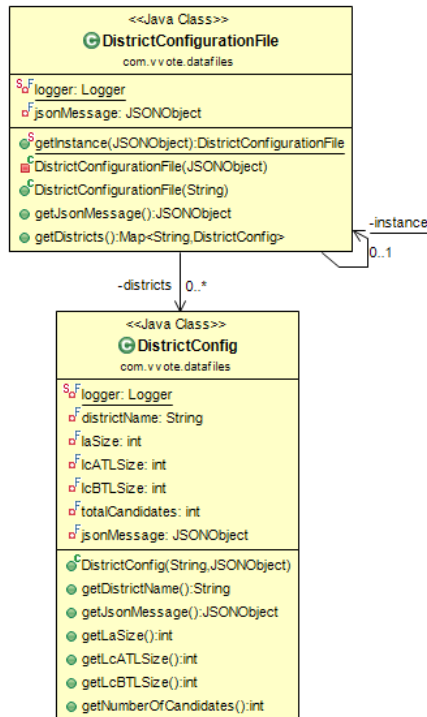 <<Java Class>>
C DistrictConfigurationFile
com.vvote.datafiles
S F logger: Logger
F jsonMessage: JSONObject
S getInstance(JSONObject):DistrictConfigurationFile
C DistrictConfigurationFile(JSONObject)
C DistrictConfigurationFile(String)
getJsonMessage():JSONObject
getDistricts():Map<String,DistrictConfig>
-instance
0..1
-districts 0..*
<<Java Class>>
C DistrictConfig
com.vvote.datafiles
S F logger: Logger
F districtName: String
F laSize: int
F lcATLSize: int
F lcBTLSize: int
F totalCandidates: int
F jsonMessage: JSONObject
C DistrictConfig(String,JSONObject)
getDistrictName():String
getJsonMessage():JSONObject
getLaSize():int
getLcATLSize():int
getLcBTLSize():int
getNumberOfCandidates():int